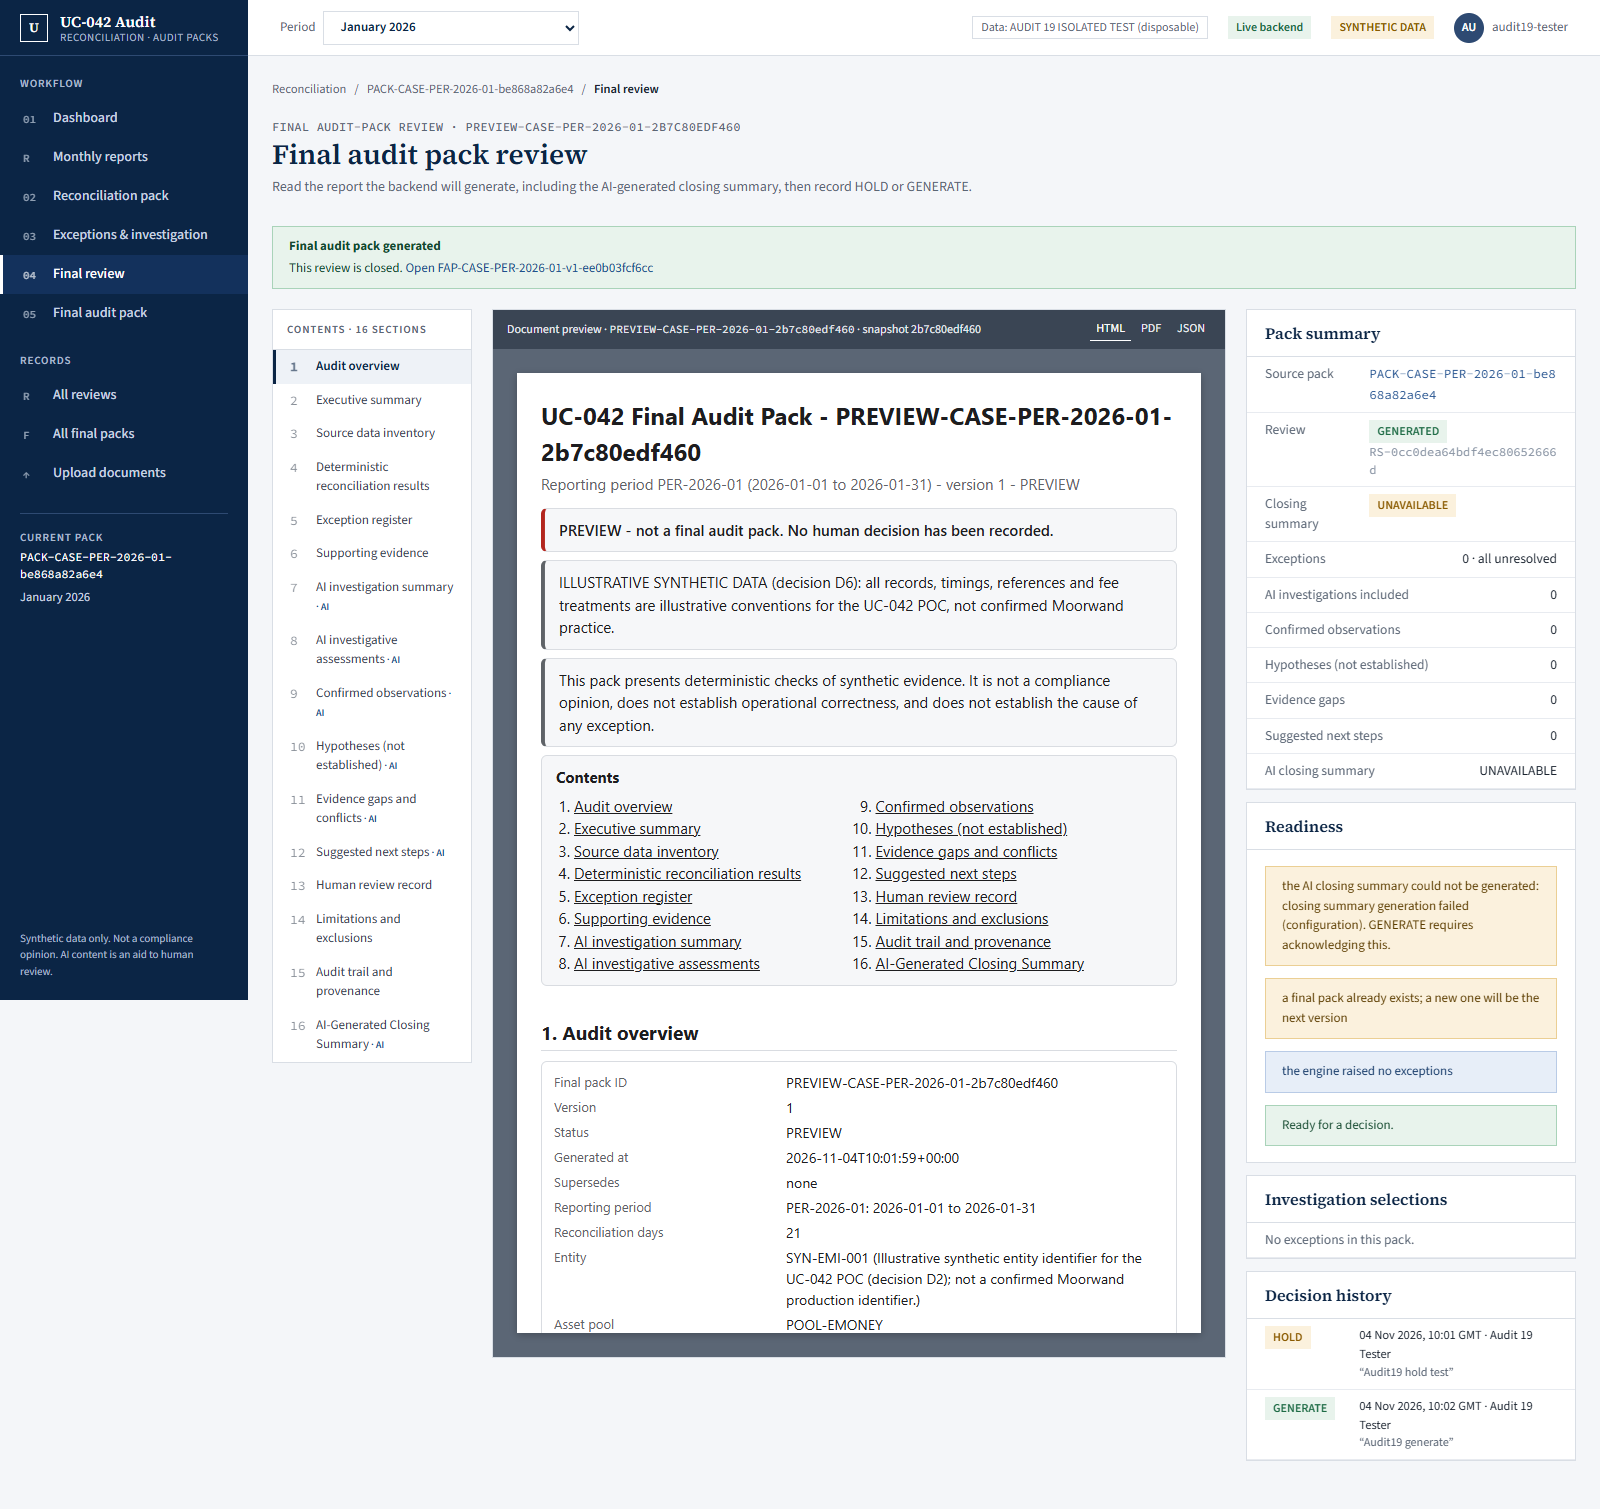 U
UC-042 Audit
RECONCILIATION · AUDIT PACKS
WORKFLOW
01 Dashboard
R Monthly reports
02 Reconciliation pack
03 Exceptions & investigation
04 Final review
05 Final audit pack
RECORDS
R All reviews
F All final packs
↑ Upload documents
CURRENT PACK
PACK-CASE-PER-2026-01-
be868a82a6e4
January 2026
Synthetic data only. Not a compliance
opinion. AI content is an aid to human
review.
Period January 2026
Data: AUDIT 19 ISOLATED TEST (disposable)
Live backend
SYNTHETIC DATA
AU audit19-tester
Reconciliation / PACK-CASE-PER-2026-01-be868a82a6e4 / Final review
FINAL AUDIT-PACK REVIEW · PREVIEW-CASE-PER-2026-01-2B7C80EDF460
Final audit pack review
Read the report the backend will generate, including the AI-generated closing summary, then record HOLD or GENERATE.
Final audit pack generated
This review is closed. Open FAP-CASE-PER-2026-01-v1-ee0b03fcf6cc
CONTENTS · 16 SECTIONS
1 Audit overview
2 Executive summary
3 Source data inventory
4 Deterministic
reconciliation results
5 Exception register
6 Supporting evidence
7 AI investigation summary
· AI
8 AI investigative
assessments · AI
9 Confirmed observations ·
AI
10 Hypotheses (not
established) · AI
11 Evidence gaps and
conflicts · AI
12 Suggested next steps · AI
13 Human review record
14 Limitations and
exclusions
15 Audit trail and
provenance
16 AI-Generated Closing
Summary · AI
Document preview · PREVIEW-CASE-PER-2026-01-2b7c80edf460 · snapshot 2b7c80edf460
HTML PDF JSON
UC-042 Final Audit Pack - PREVIEW-CASE-PER-2026-01-
2b7c80edf460
Reporting period PER-2026-01 (2026-01-01 to 2026-01-31) - version 1 - PREVIEW
PREVIEW - not a final audit pack. No human decision has been recorded.
ILLUSTRATIVE SYNTHETIC DATA (decision D6): all records, timings, references and fee
treatments are illustrative conventions for the UC-042 POC, not confirmed Moorwand
practice.
This pack presents deterministic checks of synthetic evidence. It is not a compliance
opinion, does not establish operational correctness, and does not establish the cause of
any exception.
Contents
1. Audit overview
2. Executive summary
3. Source data inventory
4. Deterministic reconciliation results
5. Exception register
6. Supporting evidence
7. AI investigation summary
8. AI investigative assessments
9. Confirmed observations
10. Hypotheses (not established)
11. Evidence gaps and conflicts
12. Suggested next steps
13. Human review record
14. Limitations and exclusions
15. Audit trail and provenance
16. AI-Generated Closing Summary
1. Audit overview
Final pack ID PREVIEW-CASE-PER-2026-01-2b7c80edf460
Version 1
Status PREVIEW
Generated at 2026-11-04T10:01:59+00:00
Supersedes none
Reporting period PER-2026-01: 2026-01-01 to 2026-01-31
Reconciliation days 21
Entity SYN-EMI-001 (Illustrative synthetic entity identifier for the
UC-042 POC (decision D2); not a confirmed Moorwand
production identifier.)
Asset pool POOL-EMONEY
Pack summary
Source pack PACK-CASE-PER-2026-01-be8
68a82a6e4
Review GENERATED
RS-0cc0dea64bdf4ec80652666
d
Closing
summary
UNAVAILABLE
Exceptions 0 · all unresolved
AI investigations included 0
Confirmed observations 0
Hypotheses (not established) 0
Evidence gaps 0
Suggested next steps 0
AI closing summary UNAVAILABLE
Readiness
the AI closing summary could not be generated:
closing summary generation failed
(configuration). GENERATE requires
acknowledging this.
a final pack already exists; a new one will be the
next version
the engine raised no exceptions
Ready for a decision.
Investigation selections
No exceptions in this pack.
Decision history
HOLD 04 Nov 2026, 10:01 GMT · Audit 19
Tester
“Audit19 hold test”
GENERATE 04 Nov 2026, 10:02 GMT · Audit 19
Tester
“Audit19 generate”